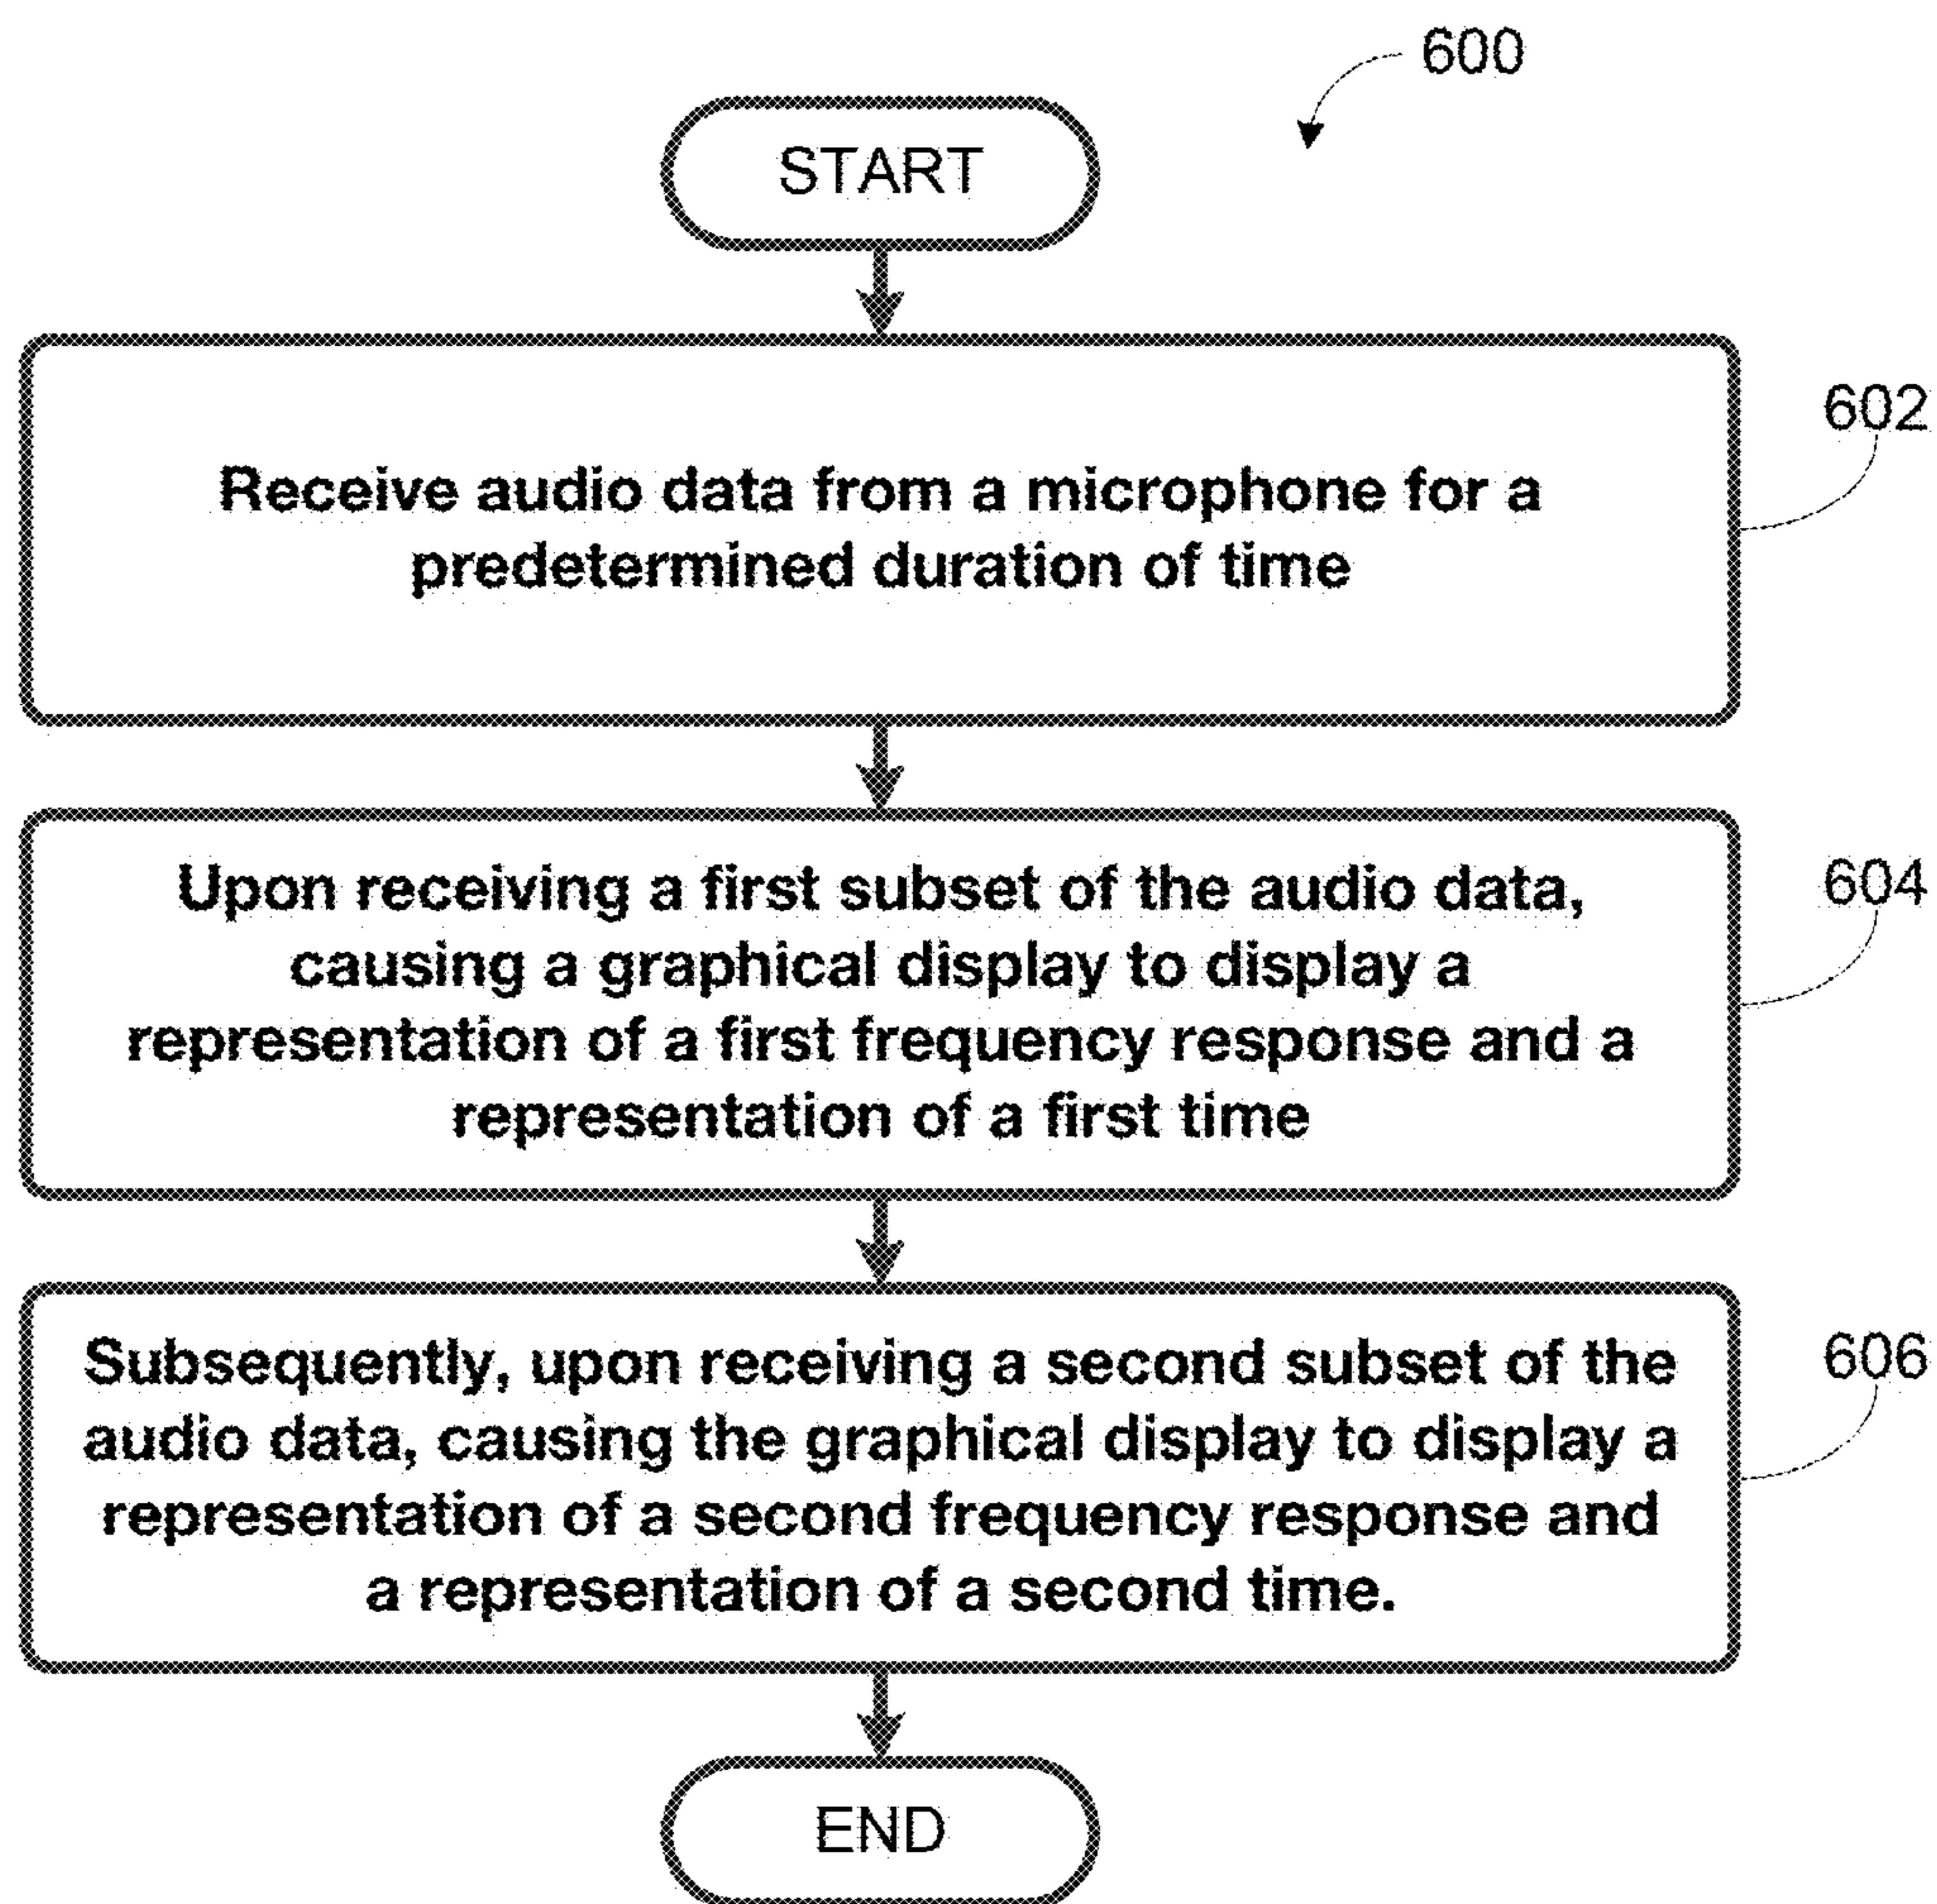 600
START
Receive audio data from a microphone for a
predetermined duration of time
602
Upon receiving a first subset of the audio data,
causing a graphical display to display a
representation of a first frequency response and a
representation of a first time
604
Subsequently, upon receiving a second subset of the
audio data, causing the graphical display to display a
representation of a second frequency response and
a representation of a second time.
606
END